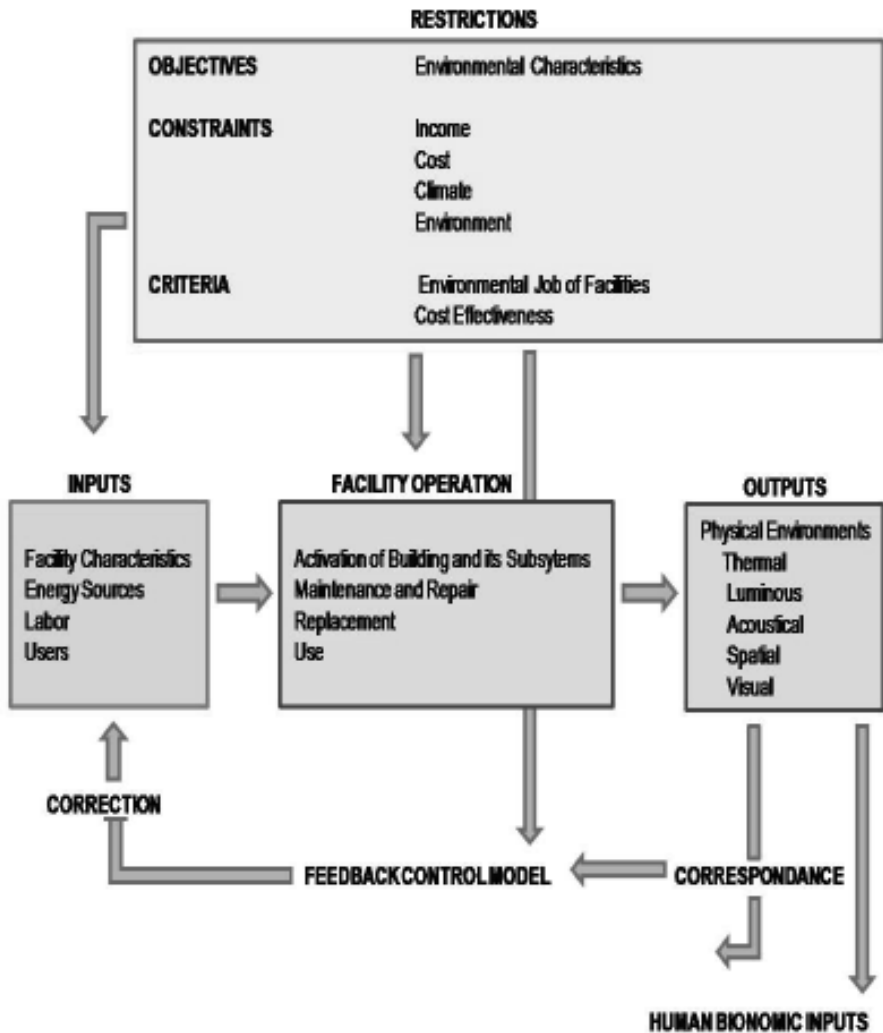 RESTRICTIONS
OBJECTIVES Environmental Characteristics
CONSTRAINTS Income
Cost
Climate
Environment
CRITERIA Environmental Job of Facilities
Cost Effectiveness
INPUTS
Facility Characteristics
Energy Sources
Labor
Users
FACILITY OPERATION
Activation of Building and its Subsytems
Maintenance and Repair
Replacement
Use
OUTPUTS
Physical Environments
Thermal
Luminous
Acoustical
Spatial
Visual
CORRECTION
FEEDBACK CONTROL MODEL
CORRESPONDANCE
HUMAN BIONOMIC INPUTS